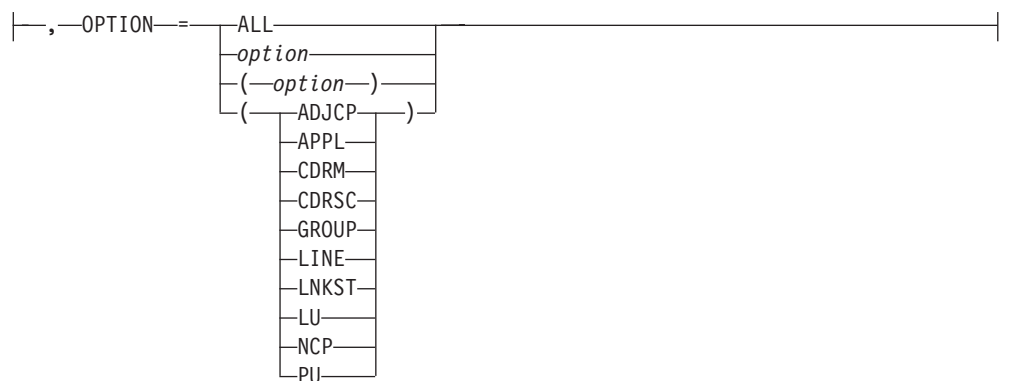 , OPTION = ALL
option
( option )
( ADJCP )
APPL
CDRM
CDRSC
GROUP
LINE
LNKST
LU
NCP
PU